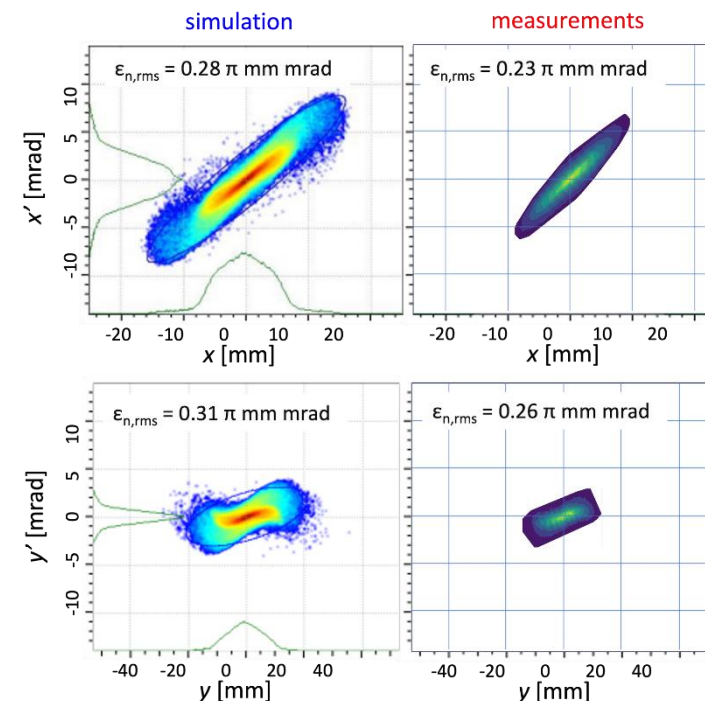 simulation
measurements
εn,rms = 0.28 π mm mrad
εn,rms = 0.23 π mm mrad
x′ [mrad]
10
5
0
-5
-10
-20 -10 0 10 20
x [mm]
-20 -10 0 10 20
x [mm]
εn,rms = 0.31 π mm mrad
εn,rms = 0.26 π mm mrad
y′ [mrad]
10
5
0
-5
-10
-40 -20 0 20 40
y [mm]
-40 -20 0 20 40
y [mm]